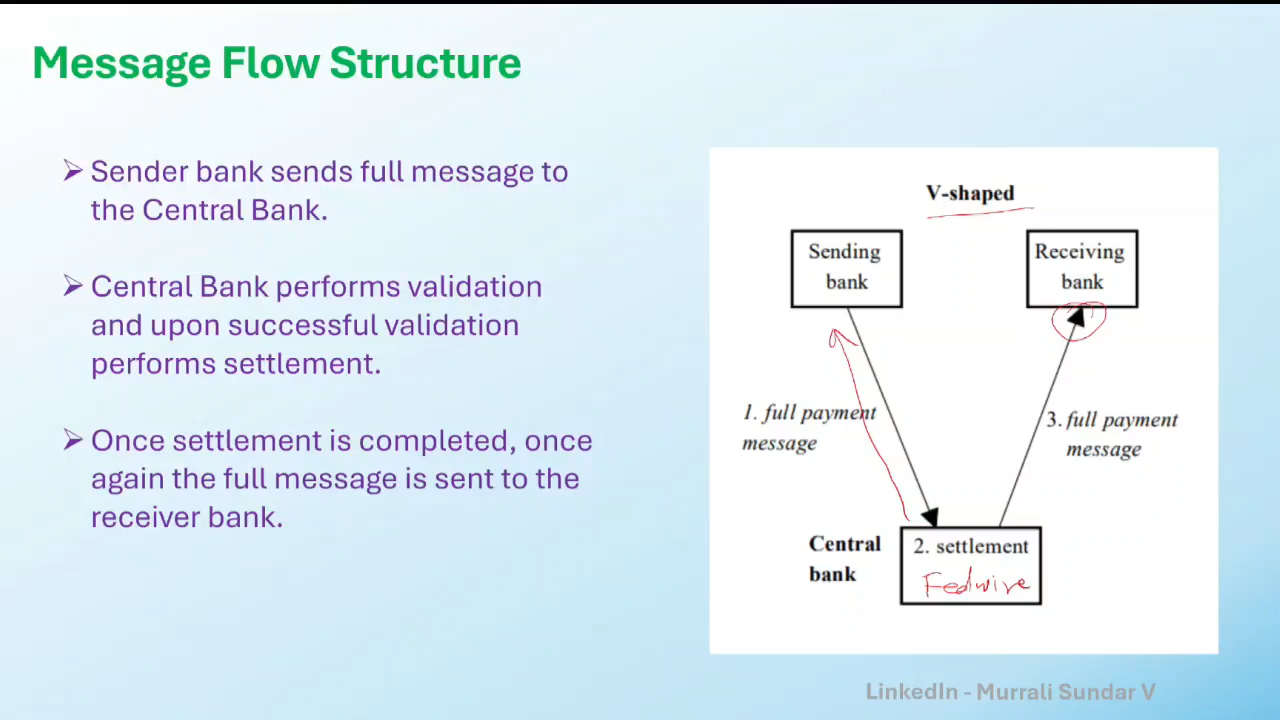 Message Flow Structure
➢ Sender bank sends full message to
the Central Bank.
➢ Central Bank performs validation
and upon successful validation
performs settlement.
➢ Once settlement is completed, once
again the full message is sent to the
receiver bank.
V-shaped
Sending
bank
Receiving
bank
1. full payment
message
3. full payment
message
Central
bank
2. settlement
Fedwire
LinkedIn - Murrali Sundar V